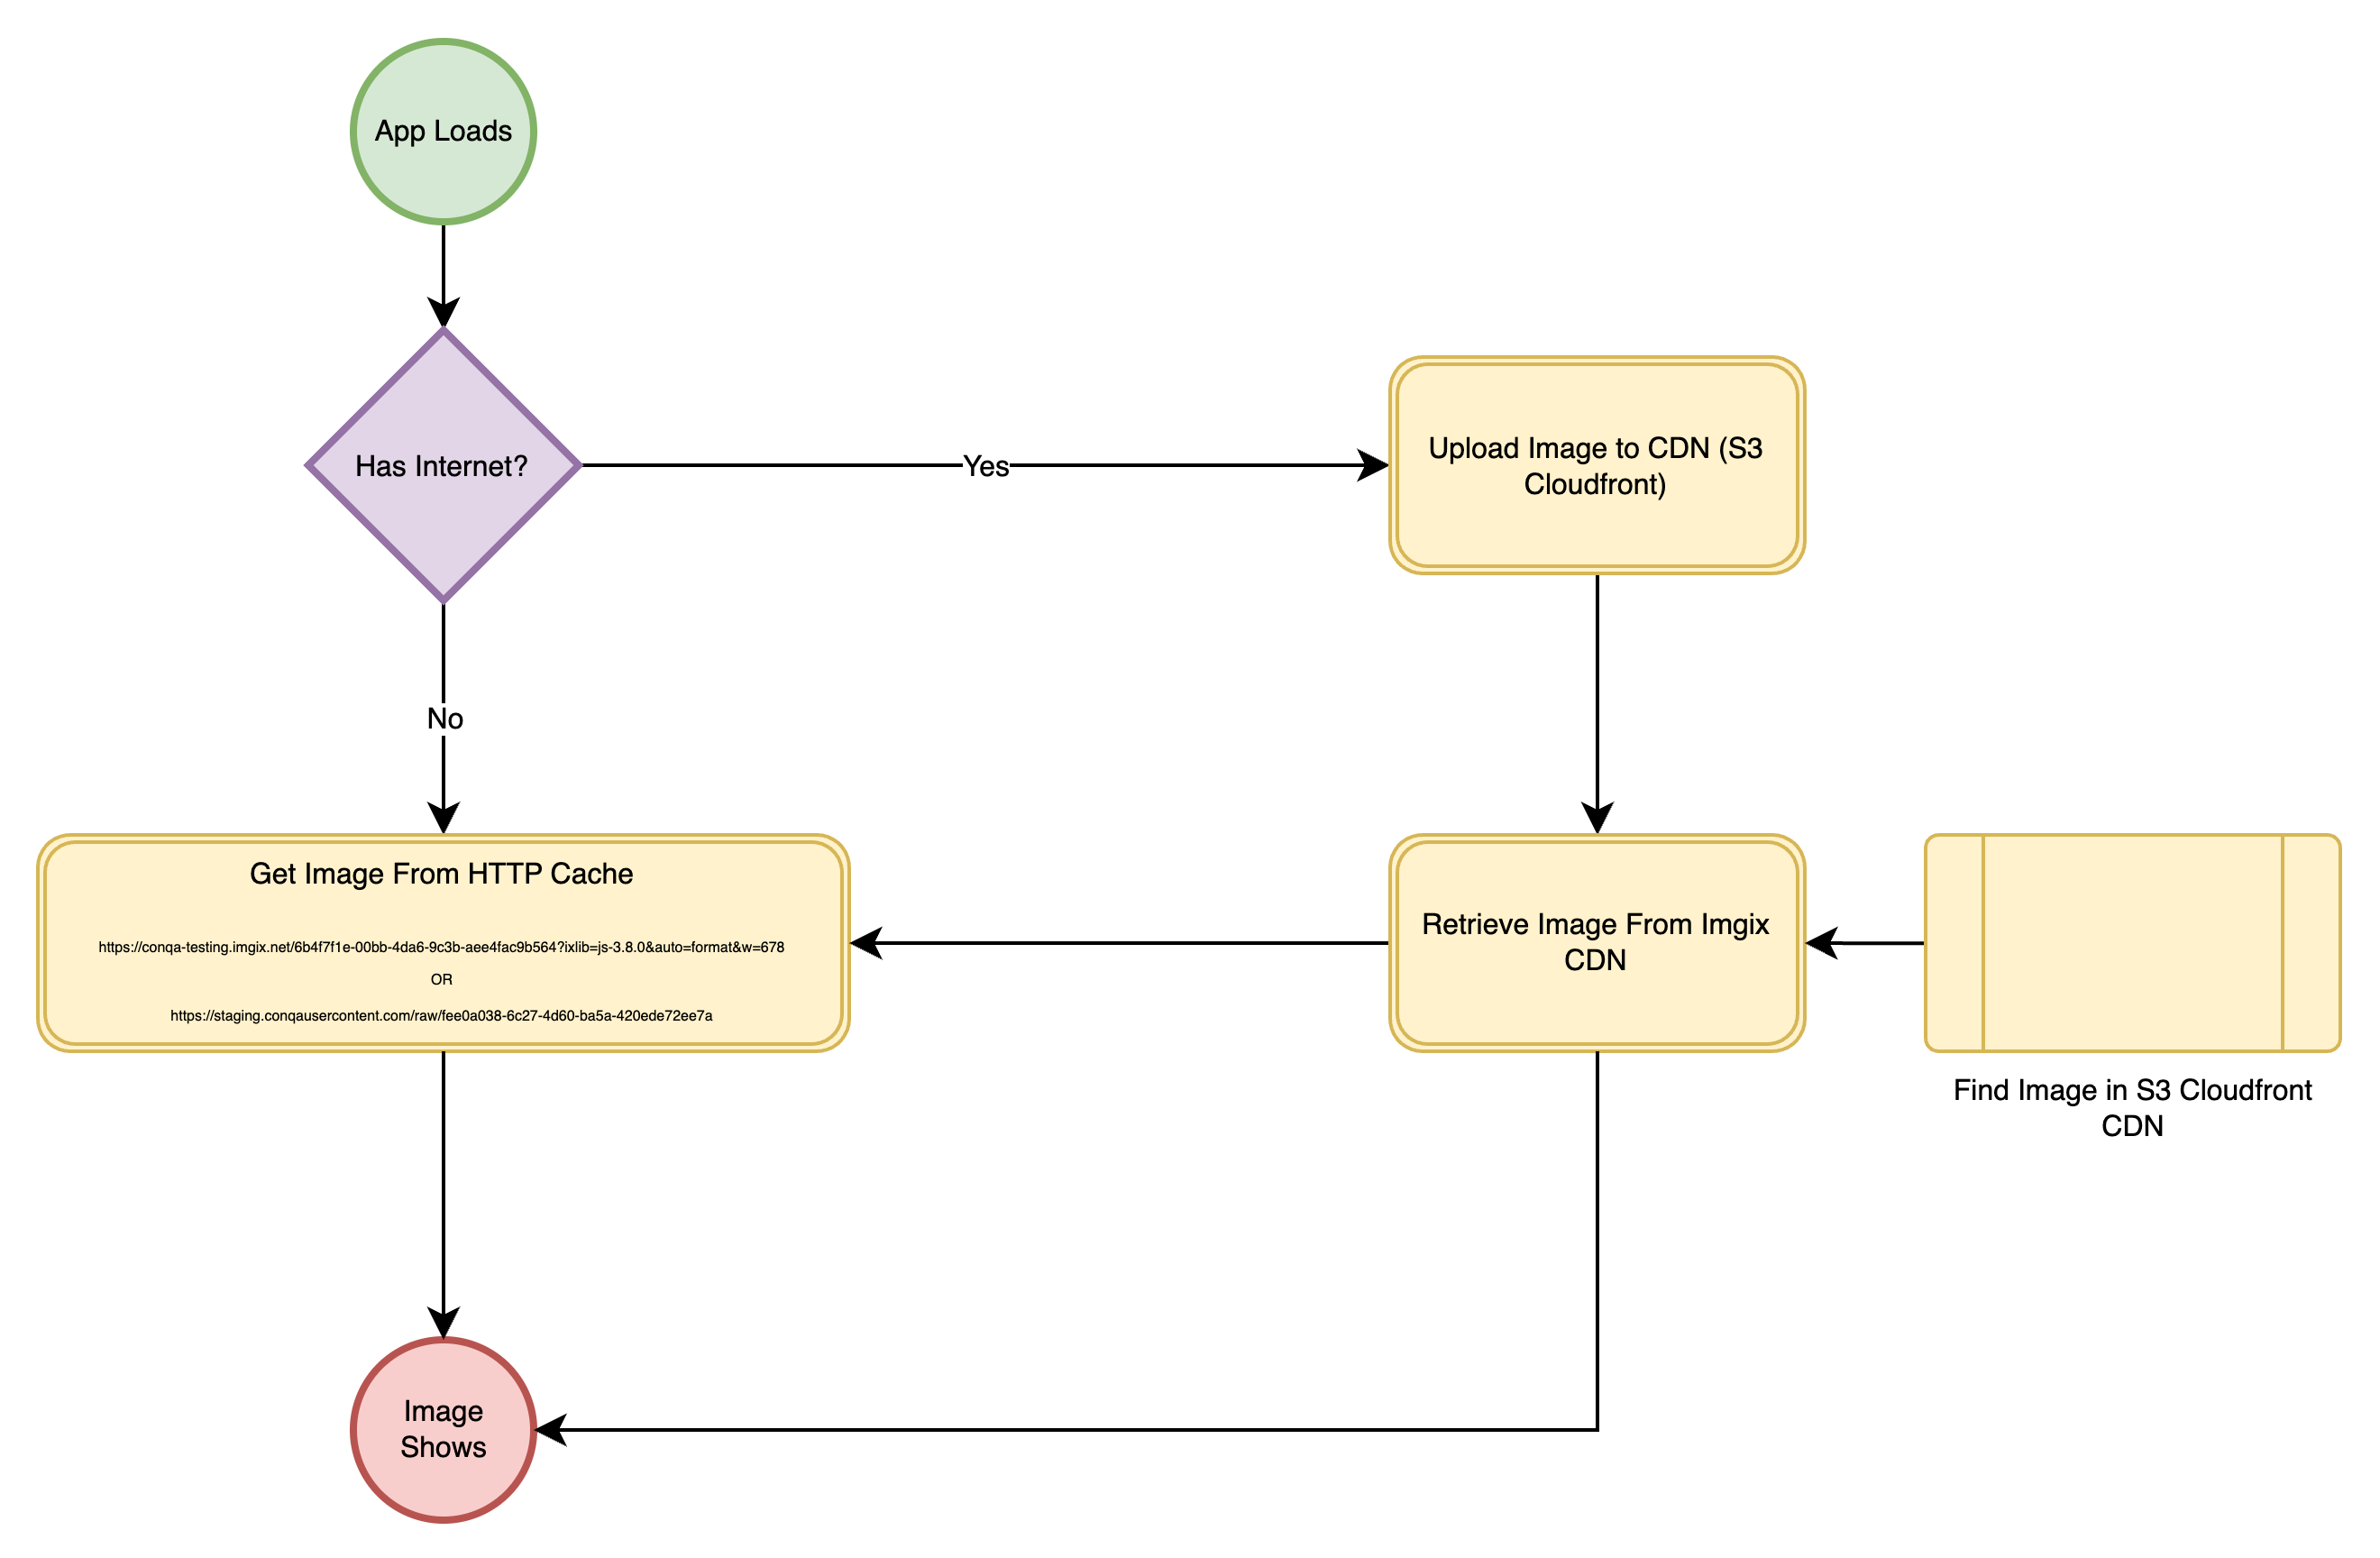 App Loads
Has Internet?
Yes
Upload Image to CDN (S3
Cloudfront)
No
Get Image From HTTP Cache
https://conqa-testing.imgix.net/6b4f7f1e-00bb-4da6-9c3b-aee4fac9b564?ixlib=js-3.8.0&auto=format&w=678
OR
https://staging.conqausercontent.com/raw/fee0a038-6c27-4d60-ba5a-420ede72ee7a
Retrieve Image From Imgix
CDN
Find Image in S3 Cloudfront
CDN
Image
Shows